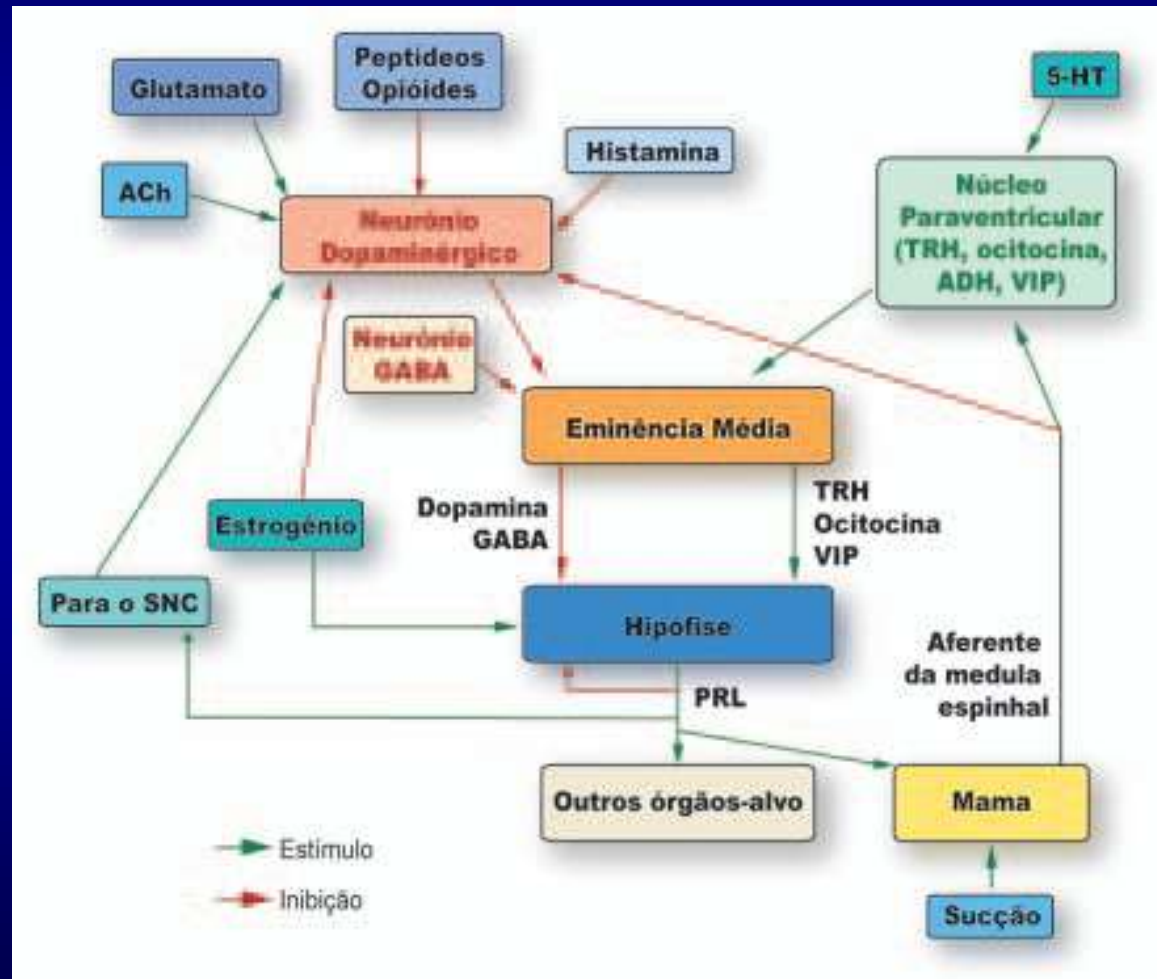 Glutamato
Peptídeos
Opióides
5-HT
ACh
Histamina
Neurônio
Dopaminérgico
Núcleo
Paraventricular
(TRH, ocitocina,
ADH, VIP)
Neurônio
GABA
Eminência Média
Estrogênio
Dopamina
GABA
TRH
Ocitocina
VIP
Para o SNC
Hipofise
Aferente
da medula
espinhal
PRL
Outros órgãos-alvo
Mama
Estímulo
Inibição
Sucção